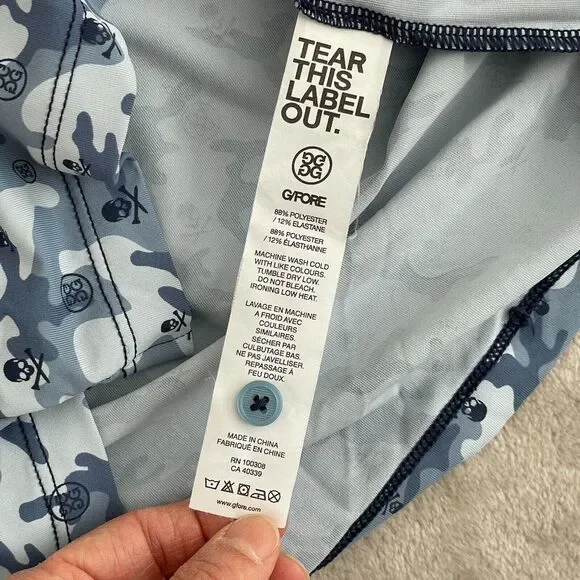 TEAR
THIS
LABEL
OUT.
GG
GG
G/FORE
88% POLYESTER
/ 12% ELASTANE
88% POLYESTER
/ 12% ÉLASTHANNE
MACHINE WASH COLD
WITH LIKE COLOURS.
TUMBLE DRY LOW.
DO NOT BLEACH.
IRONING LOW HEAT.
LAVAGE EN MACHINE
A FROID AVEC
COULEURS
SIMILAIRES.
SÉCHER PAR
CULBUTAGE BAS.
NE PAS JAVELLISER.
REPASSAGE À
FEU DOUX.
MADE IN CHINA
FABRIQUÉ EN CHINE
RN 100308
CA 40339
www.gfore.com